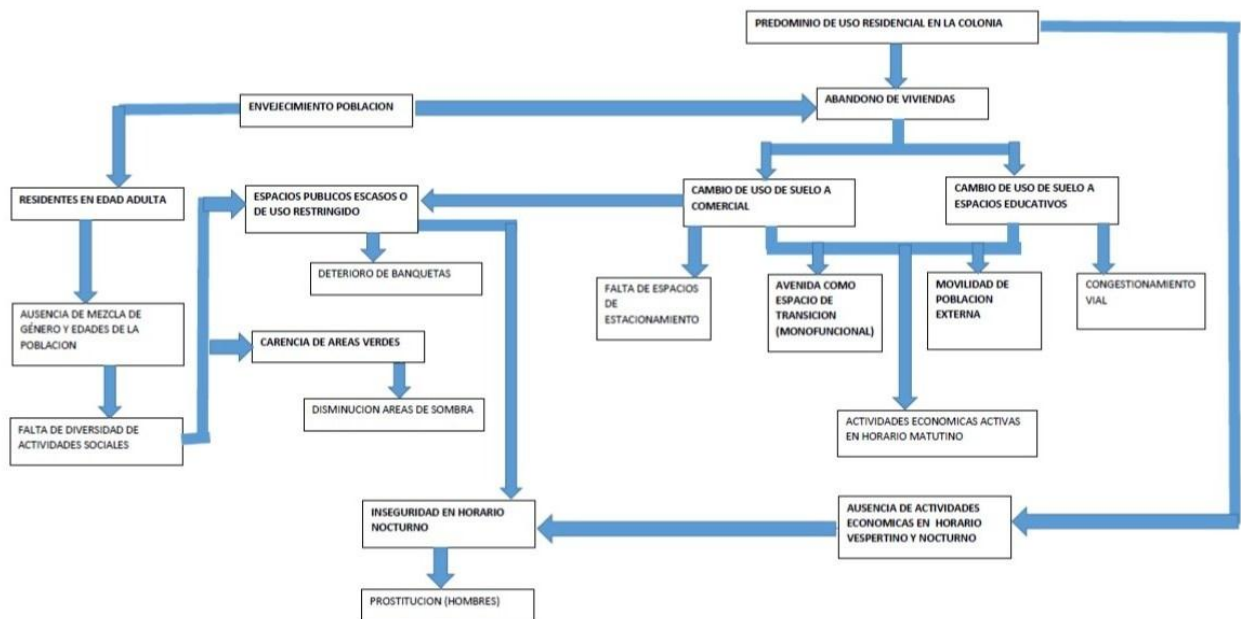 PREDOMINIO DE USO RESIDENCIAL EN LA COLONIA
ENVEJECIMIENTO POBLACION
ABANDONO DE VIVIENDAS
RESIDENTES EN EDAD ADULTA
ESPACIOS PUBLICOS ESCASOS O
DE USO RESTRINGIDO
CAMBIO DE USO DE SUELO A
COMERCIAL
CAMBIO DE USO DE SUELO A
ESPACIOS EDUCATIVOS
DETERIORO DE BANQUETAS
FALTA DE ESPACIOS
DE
ESTACIONAMIENTO
AVENIDA COMO
ESPACIO DE
TRANSICION
(MONOFUNCIONAL)
MOVILIDAD DE
POBLACION
EXTERNA
CONGESTIONAMIENTO
VIAL
AUSENCIA DE MEZCLA DE
GÉNERO Y EDADES DE LA
POBLACION
CARENCIA DE AREAS VERDES
DISMINUCION AREAS DE SOMBRA
FALTA DE DIVERSIDAD DE
ACTIVIDADES SOCIALES
ACTIVIDADES ECONOMICAS ACTIVAS
EN HORARIO MATUTINO
INSEGURIDAD EN HORARIO
NOCTURNO
AUSENCIA DE ACTIVIDADES
ECONOMICAS EN HORARIO
VESPERTINO Y NOCTURNO
PROSTITUCION (HOMBRES)